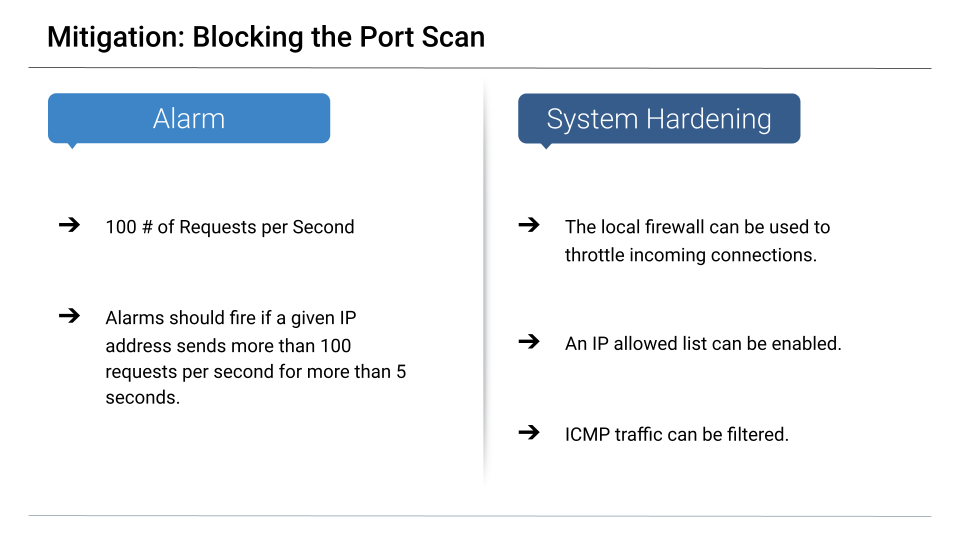 Mitigation: Blocking the Port Scan
Alarm
➔ 100 # of Requests per Second
➔ Alarms should fire if a given IP
address sends more than 100
requests per second for more than 5
seconds.
System Hardening
➔ The local firewall can be used to
throttle incoming connections.
➔ An IP allowed list can be enabled.
➔ ICMP traffic can be filtered.